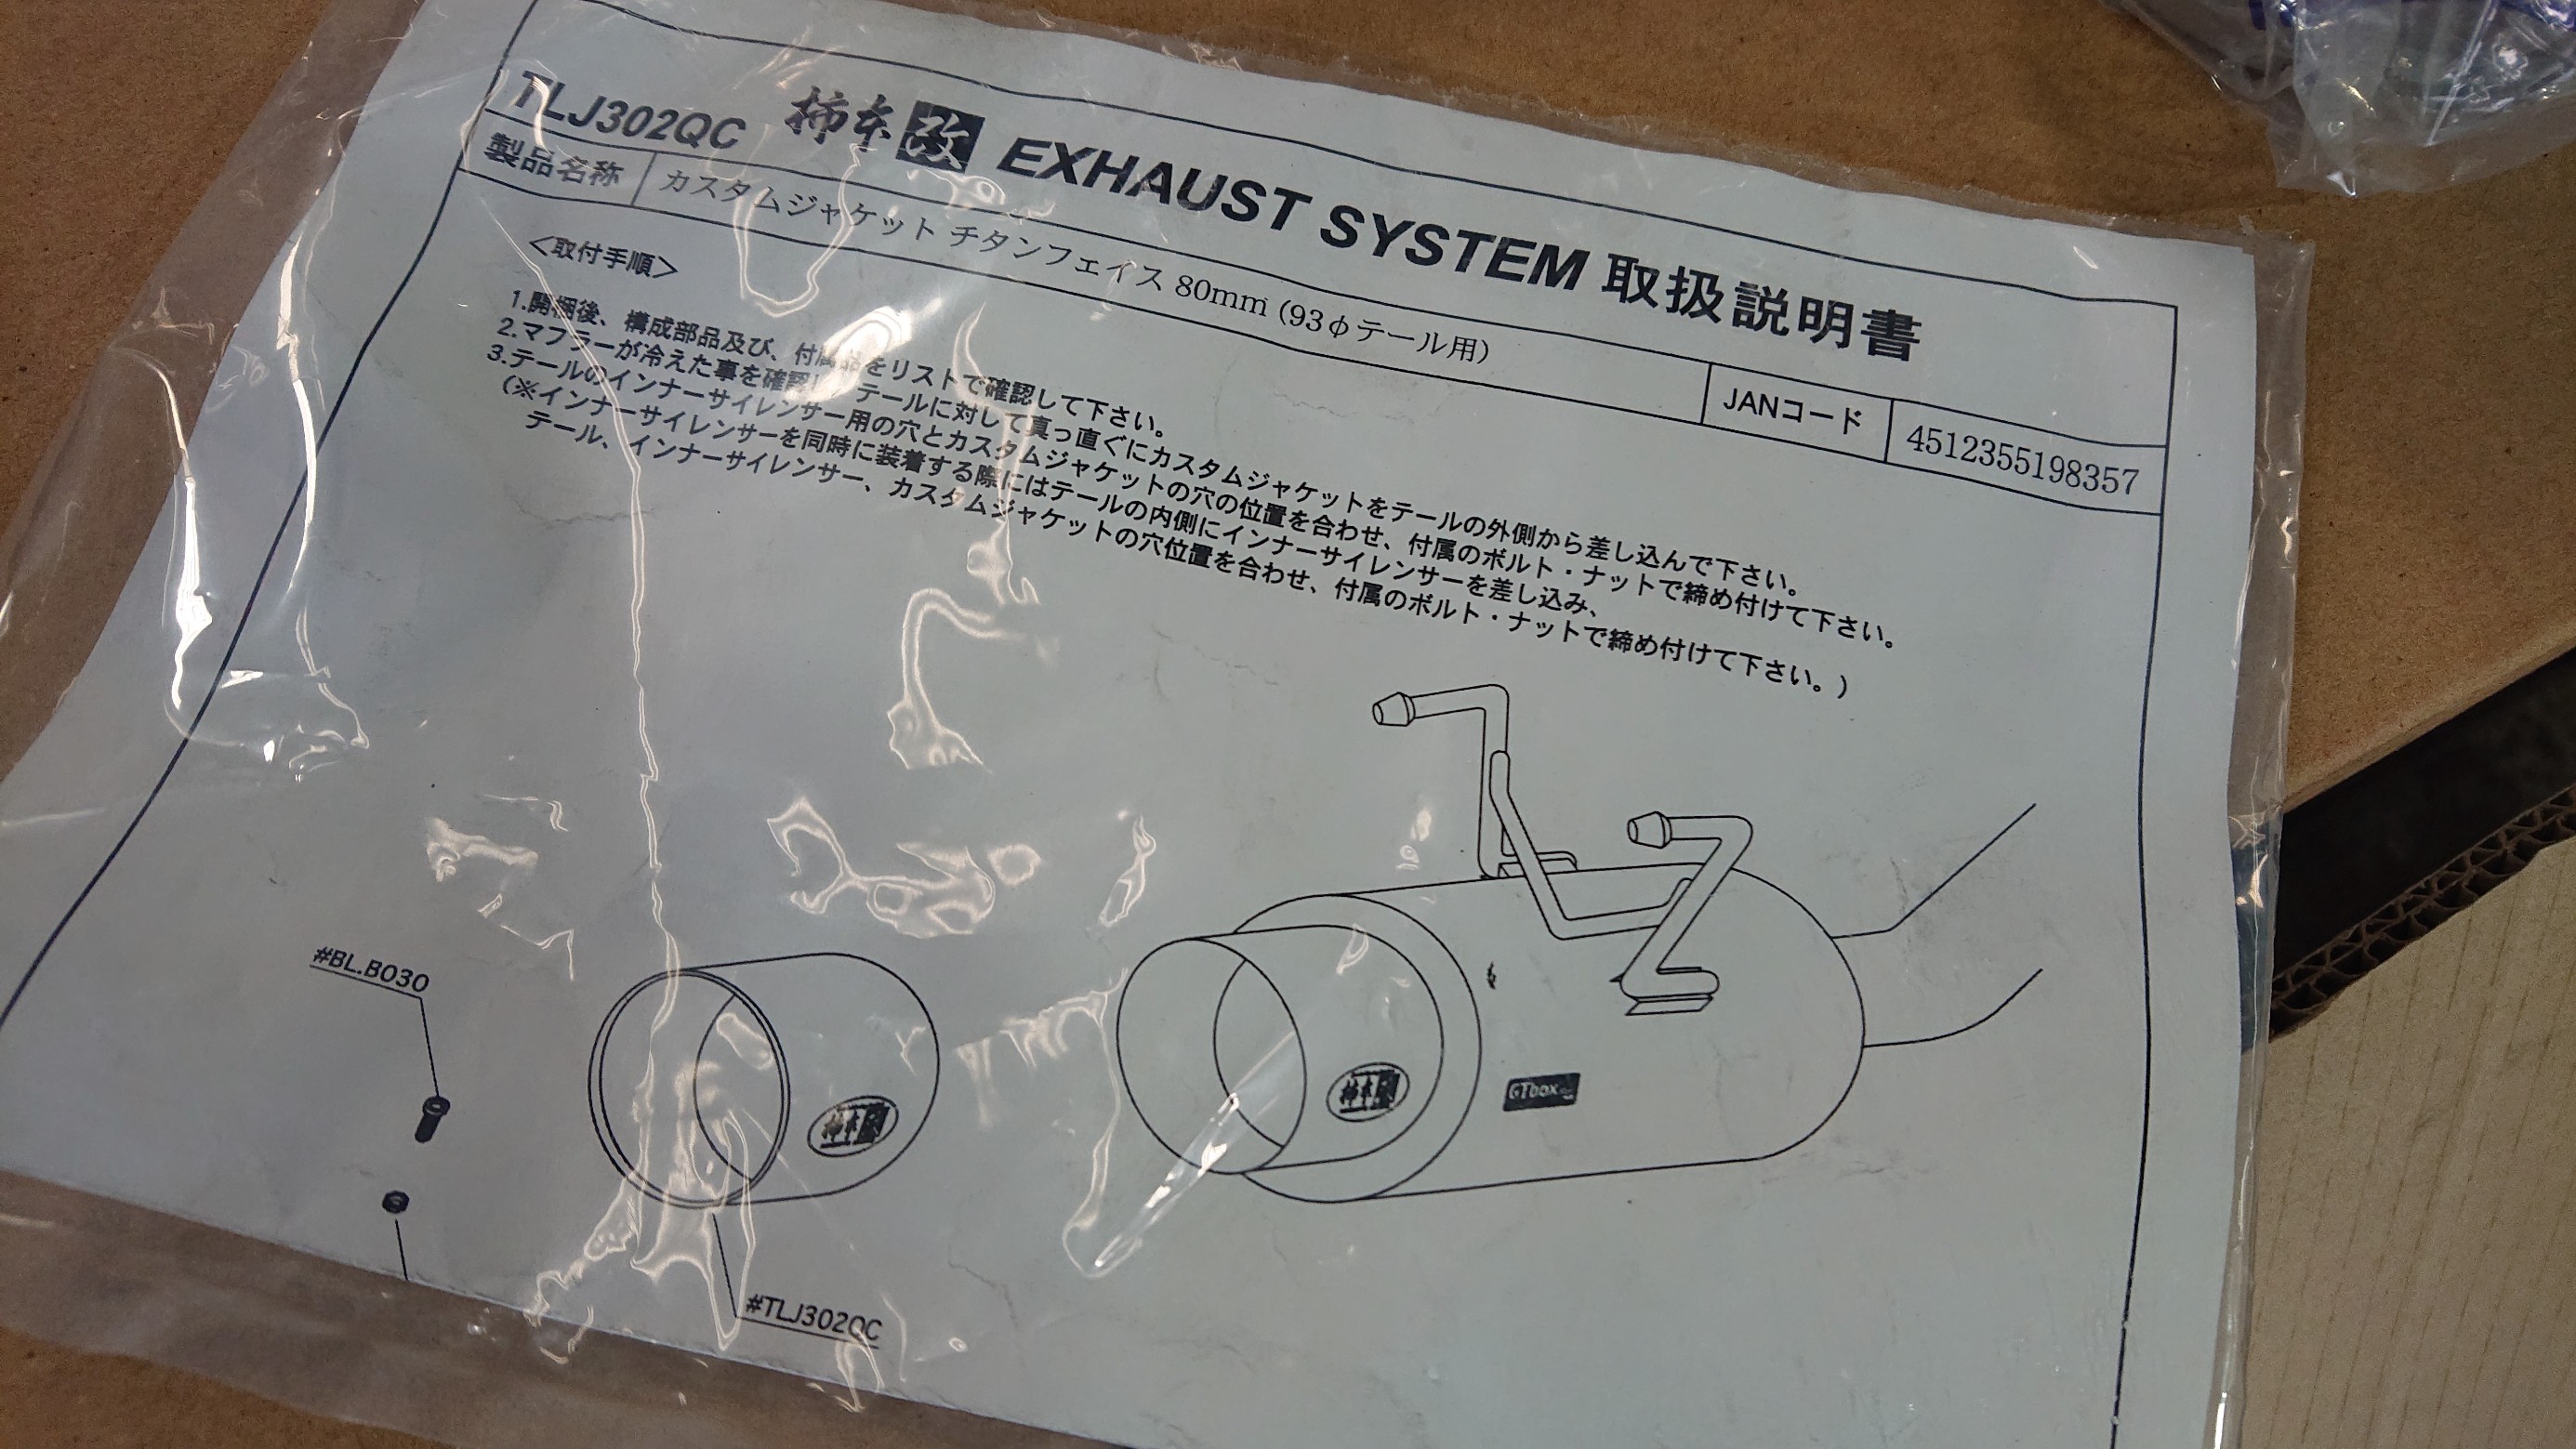 TLJ302QC 柿本改 EXHAUST SYSTEM 取扱説明書
製品名称 カスタムジャケット チタンフェイス 80mm (93φテール用) JANコード 4512355198357
<取付手順>
1.開梱後、構成部品及び、付属品をリストで確認して下さい。
2.マフラーが冷えた事を確認し、テールに対して真っ直ぐにカスタムジャケットをテールの外側から差し込んで下さい。
3.テールのインナーサイレンサー用の穴とカスタムジャケットの穴の位置を合わせ、付属のボルト・ナットで締め付けて下さい。
(※インナーサイレンサーを同時に装着する際にはテールの内側にインナーサイレンサーを差し込み、
テール、インナーサイレンサー、カスタムジャケットの穴位置を合わせ、付属のボルト・ナットで締め付けて下さい。)
#BL.B030
柿本改
柿本改
GTbox
#TLJ302QC